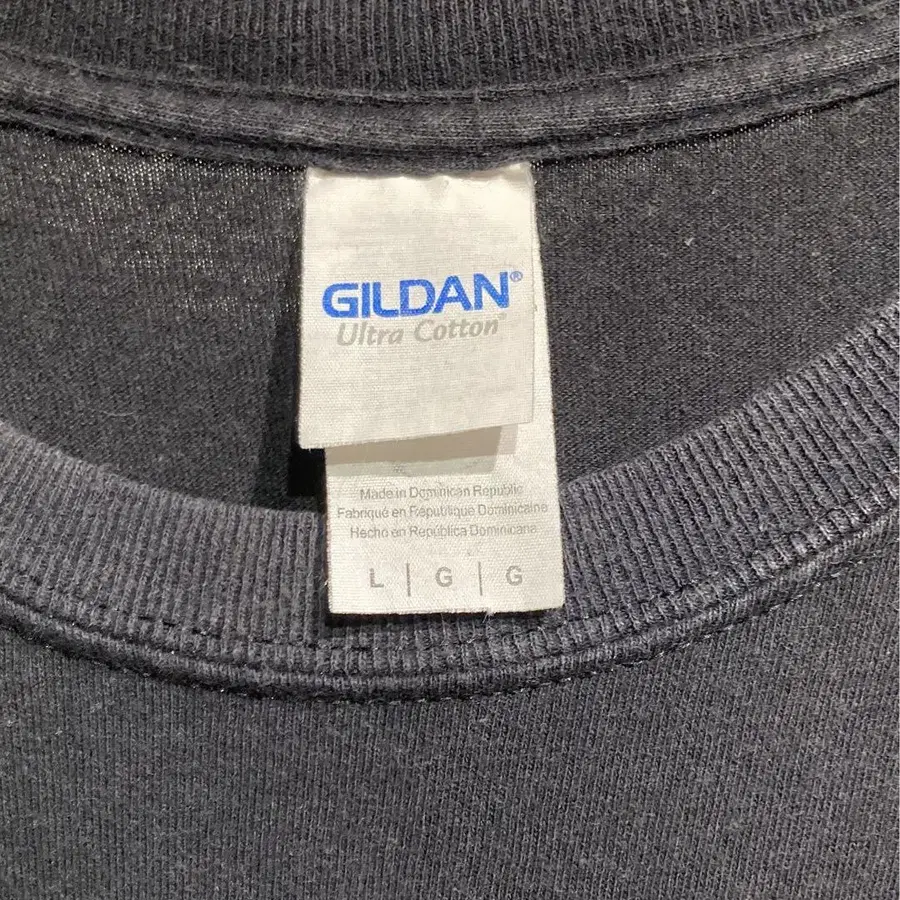 GILDAN®
Ultra Cotton®
Made in Dominican Republic
Fabriqué en République Dominicaine
Hecho en República Dominicana
L | G | G